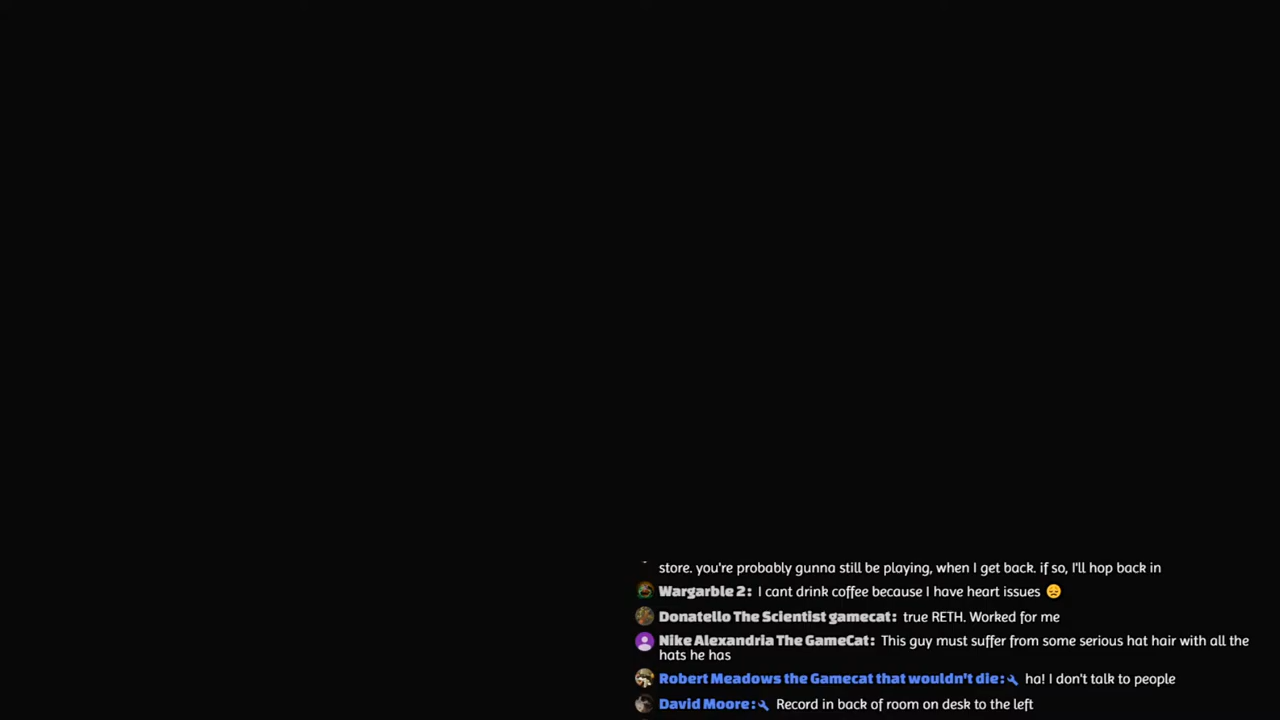 store. you're probably gunna still be playing, when I get back. if so, I'll hop back in
Wargarble 2: I cant drink coffee because I have heart issues 😞
Donatello The Scientist gamecat: true RETH. Worked for me
Nike Alexandria The GameCat: This guy must suffer from some serious hat hair with all the
hats he has
Robert Meadows the Gamecat that wouldn't die: ha! I don't talk to people
David Moore: Record in back of room on desk to the left